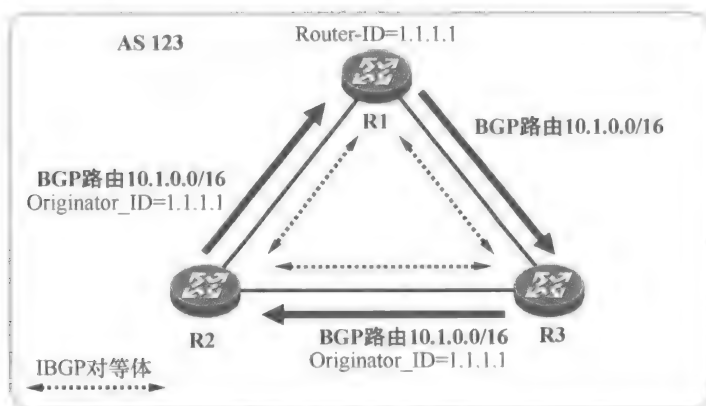 AS 123
Router-ID=1.1.1.1
R1
BGP路由10.1.0.0/16
BGP路由10.1.0.0/16
Originator_ID=1.1.1.1
R2
BGP路由10.1.0.0/16
Originator_ID=1.1.1.1
R3
IBGP对等体